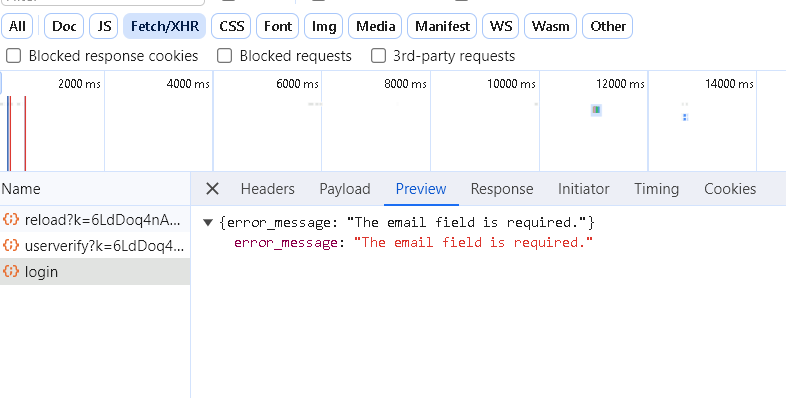 All Doc JS Fetch/XHR CSS Font Img Media Manifest WS Wasm Other
Blocked response cookies Blocked requests 3rd-party requests
2000 ms 4000 ms 6000 ms 8000 ms 10000 ms 12000 ms 14000 ms
Name Headers Payload Preview Response Initiator Timing Cookies
reload?k=6LdDoq4nA...
{error_message: "The email field is required."}
userverify?k=6LdDoq4...
error_message: "The email field is required."
login